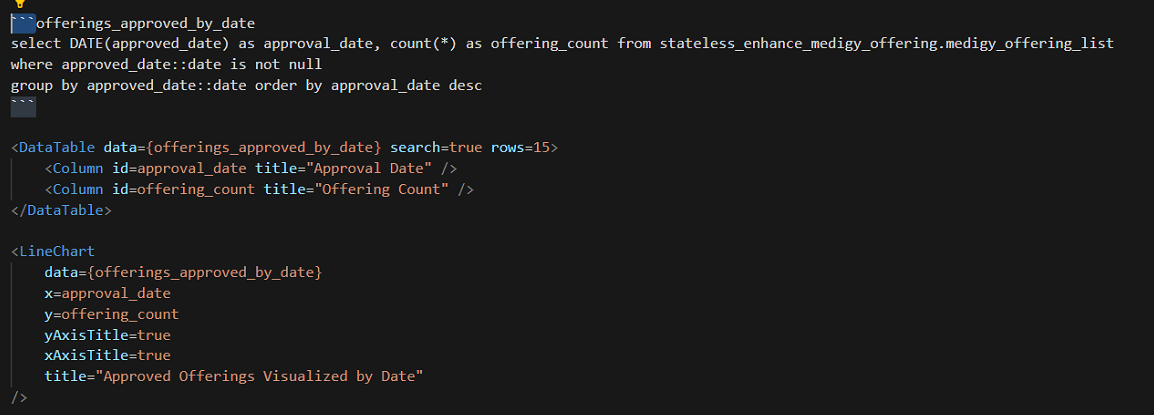 ```offerings_approved_by_date
select DATE(approved_date) as approval_date, count(*) as offering_count from stateless_enhance_medigy_offering.medigy_offering_list
where approved_date::date is not null
group by approved_date::date order by approval_date desc
```
<DataTable data={offerings_approved_by_date} search=true rows=15>
    <Column id=approval_date title="Approval Date" />
    <Column id=offering_count title="Offering Count" />
</DataTable>
<LineChart
    data={offerings_approved_by_date}
    x=approval_date
    y=offering_count
    yAxisTitle=true
    xAxisTitle=true
    title="Approved Offerings Visualized by Date"
/>